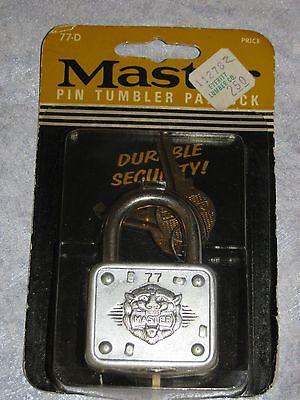 77-D
PRICE
Master
PIN TUMBLER PADLOCK
DURABLE
SECURITY!
77
MASTER